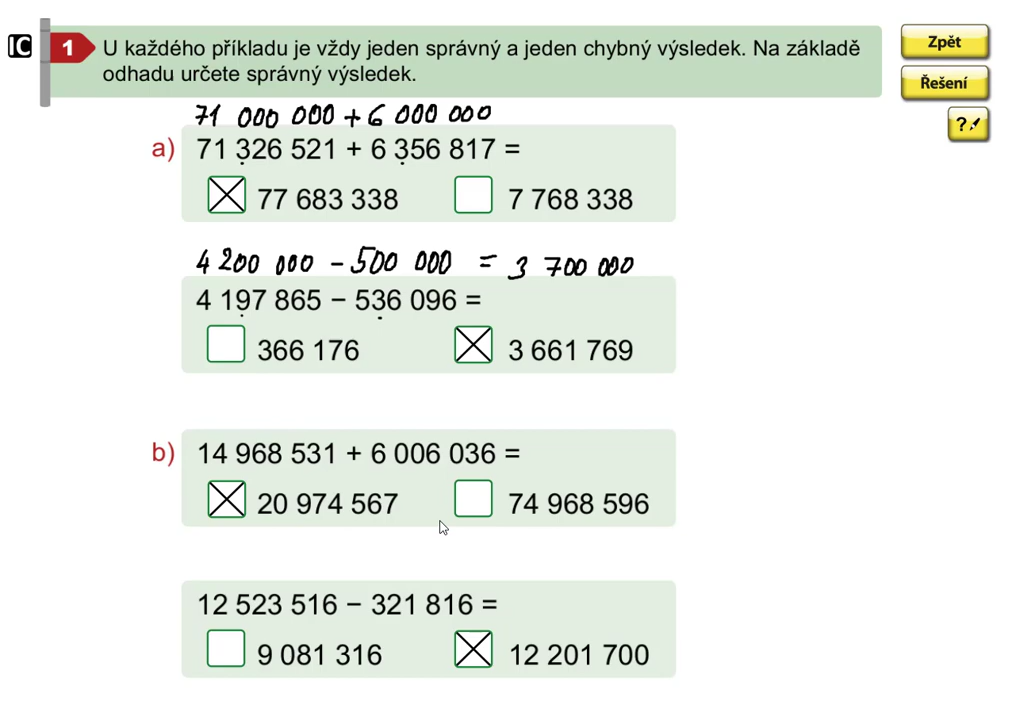 IC
1 U každého příkladu je vždy jeden správný a jeden chybný výsledek. Na základě
odhadu určete správný výsledek.
Zpět
Řešení
?
71 000 000 + 6 000 000
a) 71 326 521 + 6 356 817 =
77 683 338 7 768 338
4 200 000 - 500 000 = 3 700 000
4 197 865 − 536 096 =
366 176 3 661 769
b) 14 968 531 + 6 006 036 =
20 974 567 74 968 596
12 523 516 − 321 816 =
9 081 316 12 201 700